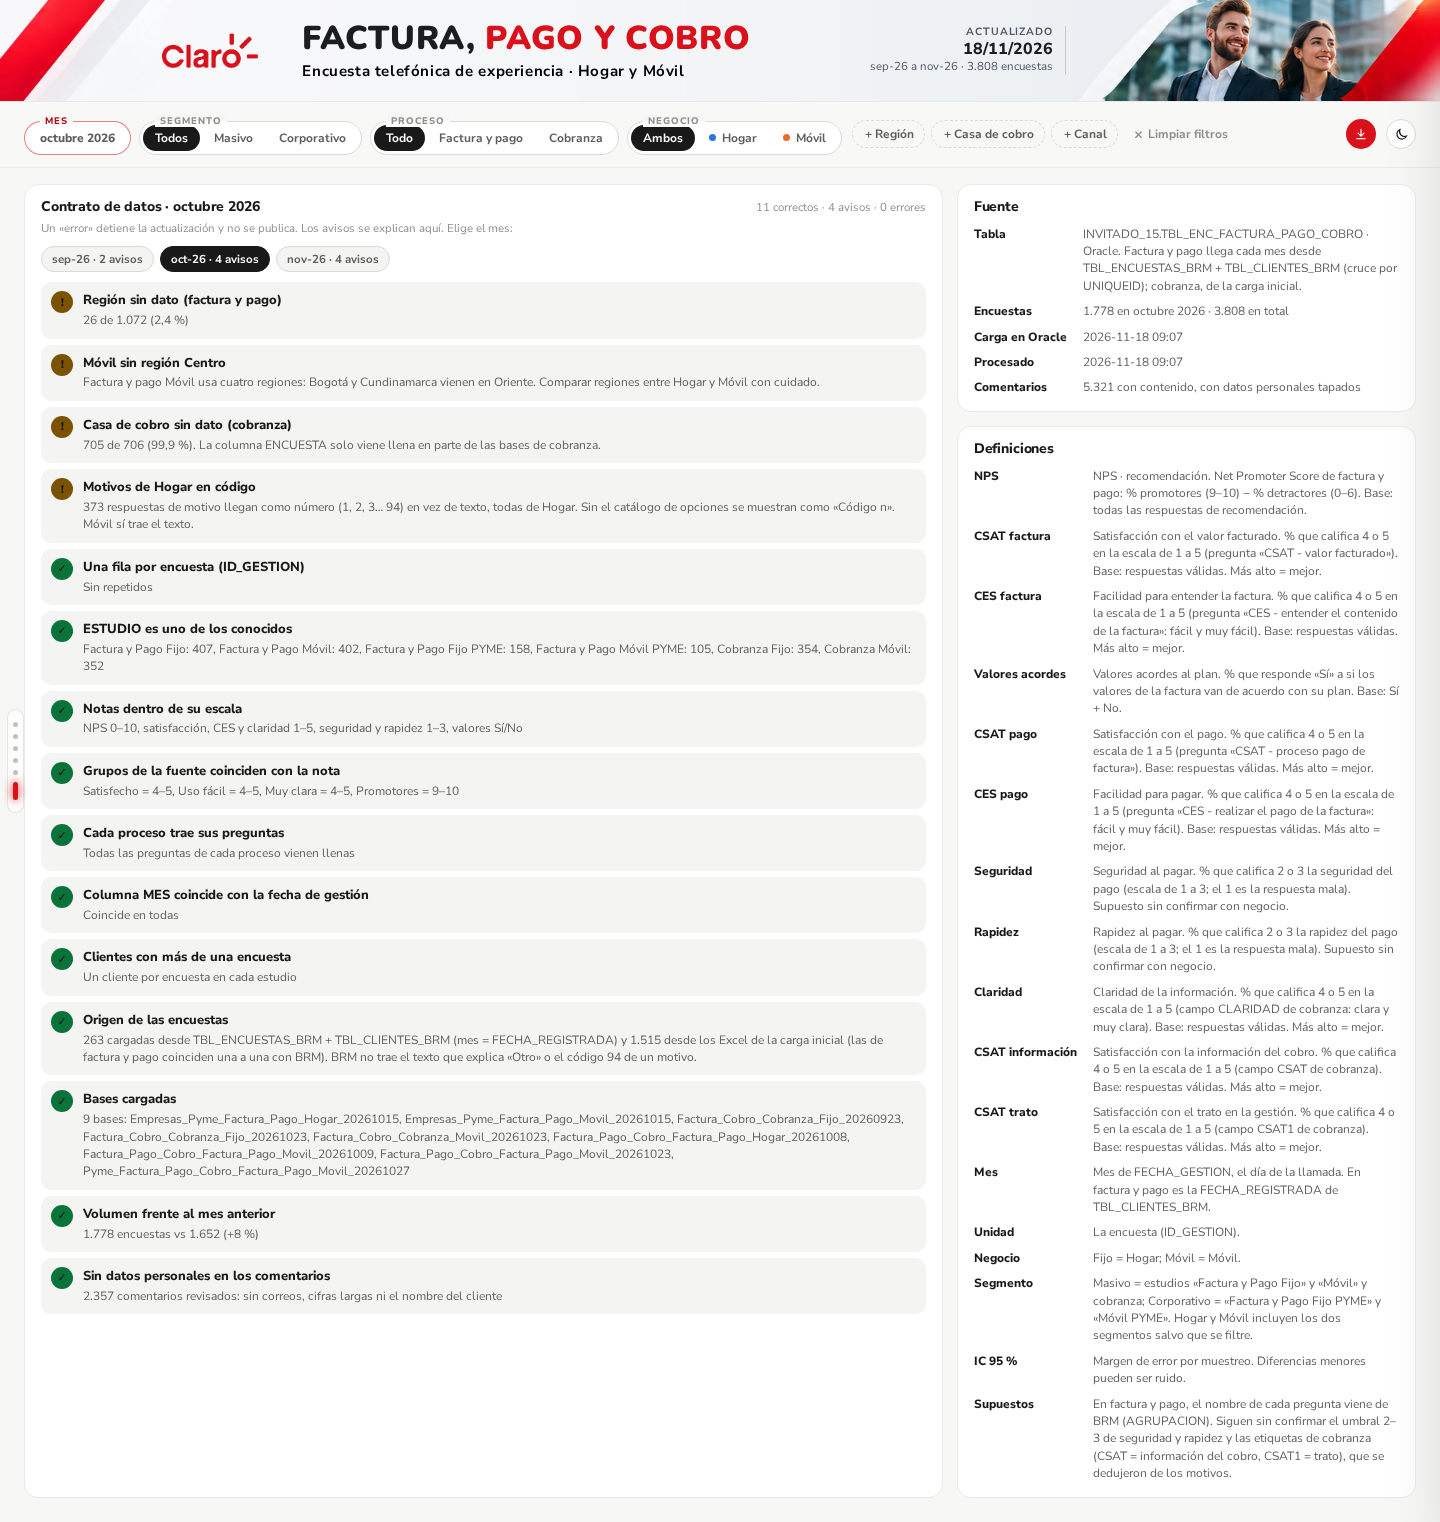 Claro
FACTURA, PAGO Y COBRO
Encuesta telefónica de experiencia · Hogar y Móvil
ACTUALIZADO
18/11/2026
sep-26 a nov-26 · 3.808 encuestas
MES
octubre 2026
SEGMENTO
Todos Masivo Corporativo
PROCESO
Todo Factura y pago Cobranza
NEGOCIO
Ambos Hogar Móvil
+ Región + Casa de cobro + Canal × Limpiar filtros
Contrato de datos · octubre 2026
11 correctos · 4 avisos · 0 errores
Un «error» detiene la actualización y no se publica. Los avisos se explican aquí. Elige el mes:
sep-26 · 2 avisos oct-26 · 4 avisos nov-26 · 4 avisos
! Región sin dato (factura y pago)
26 de 1.072 (2,4 %)
! Móvil sin región Centro
Factura y pago Móvil usa cuatro regiones: Bogotá y Cundinamarca vienen en Oriente. Comparar regiones entre Hogar y Móvil con cuidado.
! Casa de cobro sin dato (cobranza)
705 de 706 (99,9 %). La columna ENCUESTA solo viene llena en parte de las bases de cobranza.
! Motivos de Hogar en código
373 respuestas de motivo llegan como número (1, 2, 3... 94) en vez de texto, todas de Hogar. Sin el catálogo de opciones se muestran como «Código n».
Móvil sí trae el texto.
✓ Una fila por encuesta (ID_GESTION)
Sin repetidos
✓ ESTUDIO es uno de los conocidos
Factura y Pago Fijo: 407, Factura y Pago Móvil: 402, Factura y Pago Fijo PYME: 158, Factura y Pago Móvil PYME: 105, Cobranza Fijo: 354, Cobranza Móvil:
352
✓ Notas dentro de su escala
NPS 0–10, satisfacción, CES y claridad 1–5, seguridad y rapidez 1–3, valores Sí/No
✓ Grupos de la fuente coinciden con la nota
Satisfecho = 4–5, Uso fácil = 4–5, Muy clara = 4–5, Promotores = 9–10
✓ Cada proceso trae sus preguntas
Todas las preguntas de cada proceso vienen llenas
✓ Columna MES coincide con la fecha de gestión
Coincide en todas
✓ Clientes con más de una encuesta
Un cliente por encuesta en cada estudio
✓ Origen de las encuestas
263 cargadas desde TBL_ENCUESTAS_BRM + TBL_CLIENTES_BRM (mes = FECHA_REGISTRADA) y 1.515 desde los Excel de la carga inicial (las de
factura y pago coinciden una a una con BRM). BRM no trae el texto que explica «Otro» o el código 94 de un motivo.
✓ Bases cargadas
9 bases: Empresas_Pyme_Factura_Pago_Hogar_20261015, Empresas_Pyme_Factura_Pago_Movil_20261015, Factura_Cobro_Cobranza_Fijo_20260923,
Factura_Cobro_Cobranza_Fijo_20261023, Factura_Cobro_Cobranza_Movil_20261023, Factura_Pago_Cobro_Factura_Pago_Hogar_20261008,
Factura_Pago_Cobro_Factura_Pago_Movil_20261009, Factura_Pago_Cobro_Factura_Pago_Movil_20261023,
Pyme_Factura_Pago_Cobro_Factura_Pago_Movil_20261027
✓ Volumen frente al mes anterior
1.778 encuestas vs 1.652 (+8 %)
✓ Sin datos personales en los comentarios
2.357 comentarios revisados: sin correos, cifras largas ni el nombre del cliente
Fuente
Tabla INVITADO_15.TBL_ENC_FACTURA_PAGO_COBRO ·
Oracle. Factura y pago llega cada mes desde
TBL_ENCUESTAS_BRM + TBL_CLIENTES_BRM (cruce por
UNIQUEID); cobranza, de la carga inicial.
Encuestas 1.778 en octubre 2026 · 3.808 en total
Carga en Oracle 2026-11-18 09:07
Procesado 2026-11-18 09:07
Comentarios 5.321 con contenido, con datos personales tapados
Definiciones
NPS NPS · recomendación. Net Promoter Score de factura y
pago: % promotores (9–10) − % detractores (0–6). Base:
todas las respuestas de recomendación.
CSAT factura Satisfacción con el valor facturado. % que califica 4 o 5
en la escala de 1 a 5 (pregunta «CSAT - valor facturado»).
Base: respuestas válidas. Más alto = mejor.
CES factura Facilidad para entender la factura. % que califica 4 o 5 en
la escala de 1 a 5 (pregunta «CES - entender el contenido
de la factura»: fácil y muy fácil). Base: respuestas válidas.
Más alto = mejor.
Valores acordes Valores acordes al plan. % que responde «Sí» a si los
valores de la factura van de acuerdo con su plan. Base: Sí
+ No.
CSAT pago Satisfacción con el pago. % que califica 4 o 5 en la
escala de 1 a 5 (pregunta «CSAT - proceso pago de
factura»). Base: respuestas válidas. Más alto = mejor.
CES pago Facilidad para pagar. % que califica 4 o 5 en la escala de
1 a 5 (pregunta «CES - realizar el pago de la factura»:
fácil y muy fácil). Base: respuestas válidas. Más alto =
mejor.
Seguridad Seguridad al pagar. % que califica 2 o 3 la seguridad del
pago (escala de 1 a 3; el 1 es la respuesta mala).
Supuesto sin confirmar con negocio.
Rapidez Rapidez al pagar. % que califica 2 o 3 la rapidez del pago
(escala de 1 a 3; el 1 es la respuesta mala). Supuesto sin
confirmar con negocio.
Claridad Claridad de la información. % que califica 4 o 5 en la
escala de 1 a 5 (campo CLARIDAD de cobranza: clara y
muy clara). Base: respuestas válidas. Más alto = mejor.
CSAT información Satisfacción con la información del cobro. % que califica
4 o 5 en la escala de 1 a 5 (campo CSAT de cobranza).
Base: respuestas válidas. Más alto = mejor.
CSAT trato Satisfacción con el trato en la gestión. % que califica 4 o
5 en la escala de 1 a 5 (campo CSAT1 de cobranza).
Base: respuestas válidas. Más alto = mejor.
Mes Mes de FECHA_GESTION, el día de la llamada. En
factura y pago es la FECHA_REGISTRADA de
TBL_CLIENTES_BRM.
Unidad La encuesta (ID_GESTION).
Negocio Fijo = Hogar; Móvil = Móvil.
Segmento Masivo = estudios «Factura y Pago Fijo» y «Móvil» y
cobranza; Corporativo = «Factura y Pago Fijo PYME» y
«Móvil PYME». Hogar y Móvil incluyen los dos
segmentos salvo que se filtre.
IC 95 % Margen de error por muestreo. Diferencias menores
pueden ser ruido.
Supuestos En factura y pago, el nombre de cada pregunta viene de
BRM (AGRUPACION). Siguen sin confirmar el umbral 2–
3 de seguridad y rapidez y las etiquetas de cobranza
(CSAT = información del cobro, CSAT1 = trato), que se
dedujeron de los motivos.